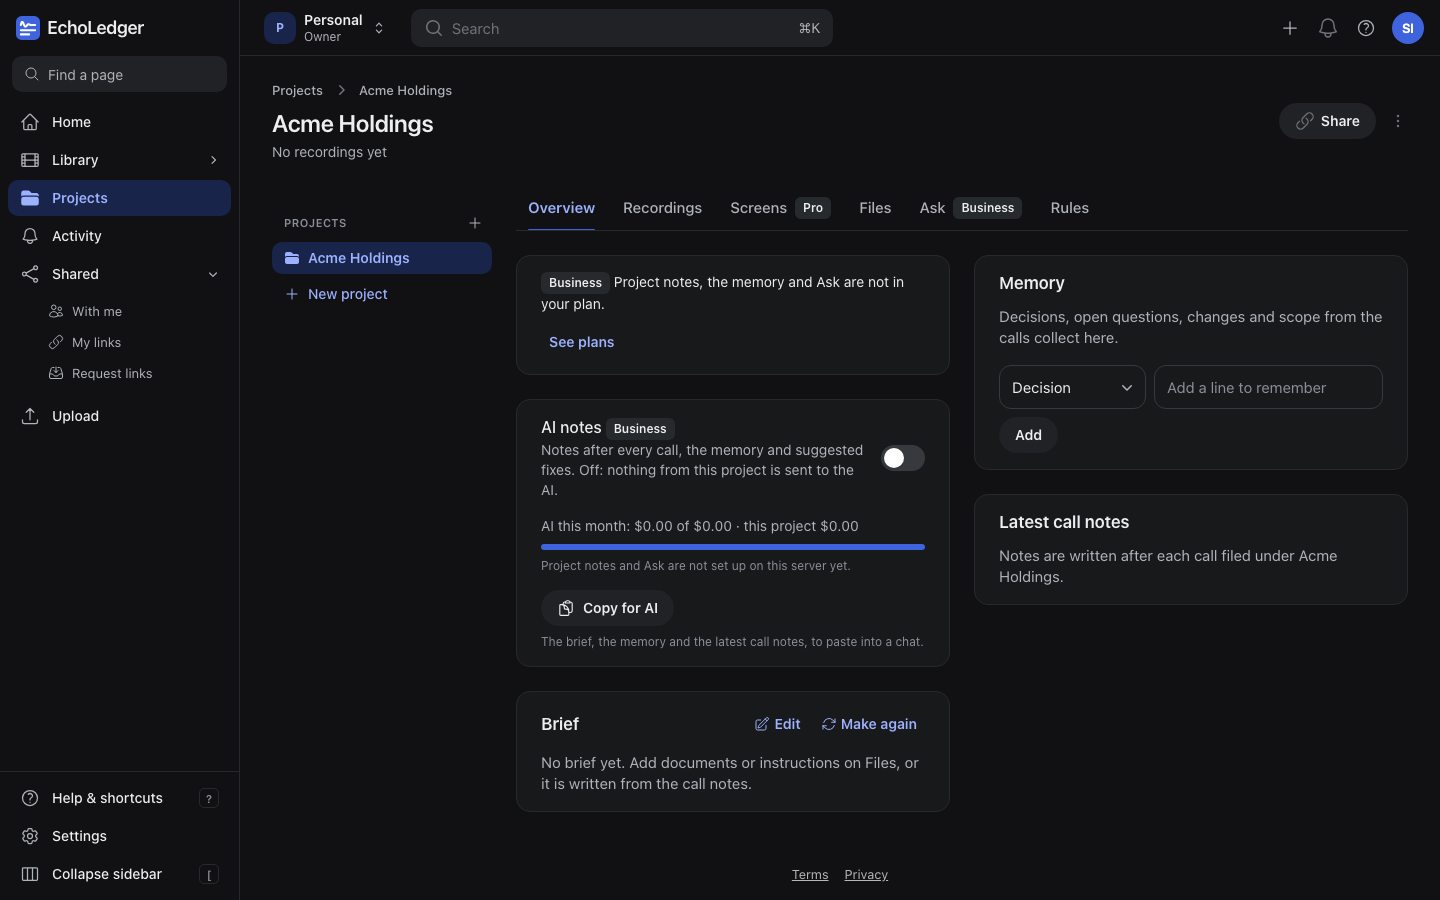 EchoLedger
Find a page
Home
Library
Projects
Activity
Shared
With me
My links
Request links
Upload
Help & shortcuts ?
Settings
Collapse sidebar [
P
Personal
Owner
Search ⌘K
SI
Projects > Acme Holdings
Acme Holdings
No recordings yet
Share
PROJECTS
Acme Holdings
New project
Overview Recordings Screens Pro Files Ask Business Rules
Business Project notes, the memory and Ask are not in
your plan.
See plans
AI notes Business
Notes after every call, the memory and suggested
fixes. Off: nothing from this project is sent to the
AI.
AI this month: $0.00 of $0.00 · this project $0.00
Project notes and Ask are not set up on this server yet.
Copy for AI
The brief, the memory and the latest call notes, to paste into a chat.
Brief Edit Make again
No brief yet. Add documents or instructions on Files, or
it is written from the call notes.
Memory
Decisions, open questions, changes and scope from the
calls collect here.
Decision Add a line to remember
Add
Latest call notes
Notes are written after each call filed under Acme
Holdings.
Terms Privacy